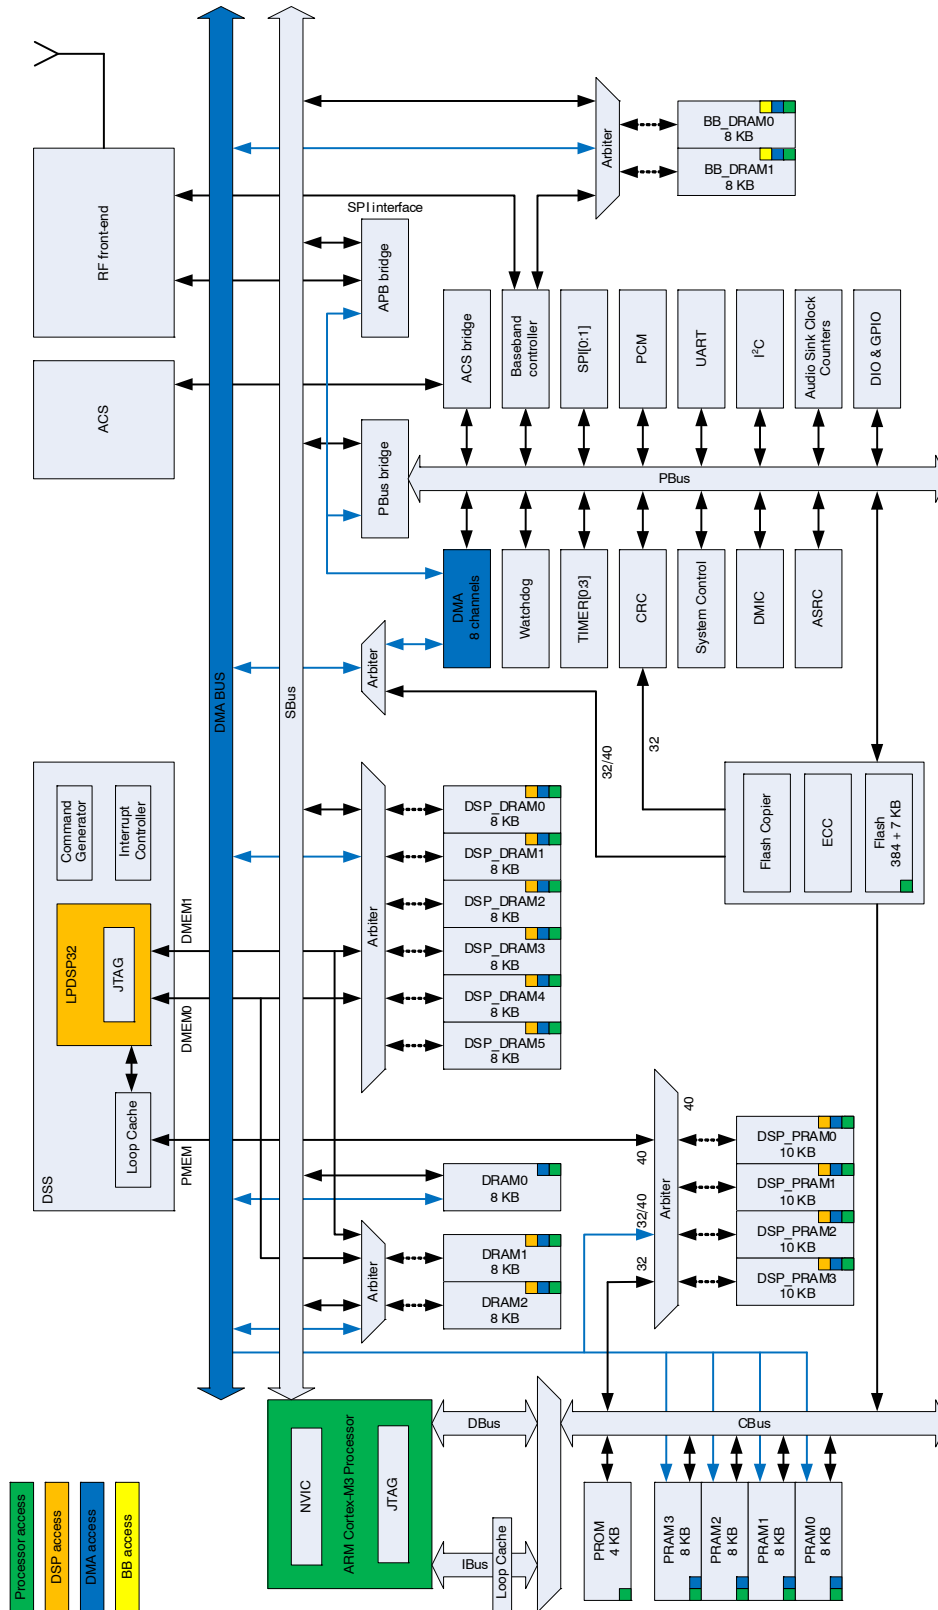 BB_DRAM0
8 KB
BB_DRAM1
8 KB
Arbiter
RF front-end
SPI interface
APB bridge
ACS
ACS bridge
Baseband
controller
SPI[0:1]
PCM
UART
I²C
Audio Sink Clock
Counters
DIO & GPIO
PBus bridge
PBus
DMA
8 channels
Watchdog
TIMER[0:3]
CRC
System Control
DMIC
ASRC
Arbiter
DMA BUS
SBus
32/40
32
Flash Copier
ECC
Flash
384 + 7 KB
Command
Generator
Interrupt
Controller
LPDSP32
JTAG
DMEM1
DMEM0
Loop Cache
PMEM
DSS
Arbiter
DSP_DRAM0
8 KB
DSP_DRAM1
8 KB
DSP_DRAM2
8 KB
DSP_DRAM3
8 KB
DSP_DRAM4
8 KB
DSP_DRAM5
8 KB
40
40
32/40
32
Arbiter
DSP_PRAM0
10 KB
DSP_PRAM1
10 KB
DSP_PRAM2
10 KB
DSP_PRAM3
10 KB
DRAM0
8 KB
Arbiter
DRAM1
8 KB
DRAM2
8 KB
NVIC
ARM Cortex-M3 Processor
JTAG
DBus
IBus
Loop Cache
CBus
PROM
4 KB
PRAM3
8 KB
PRAM2
8 KB
PRAM1
8 KB
PRAM0
8 KB
Processor access
DSP access
DMA access
BB access